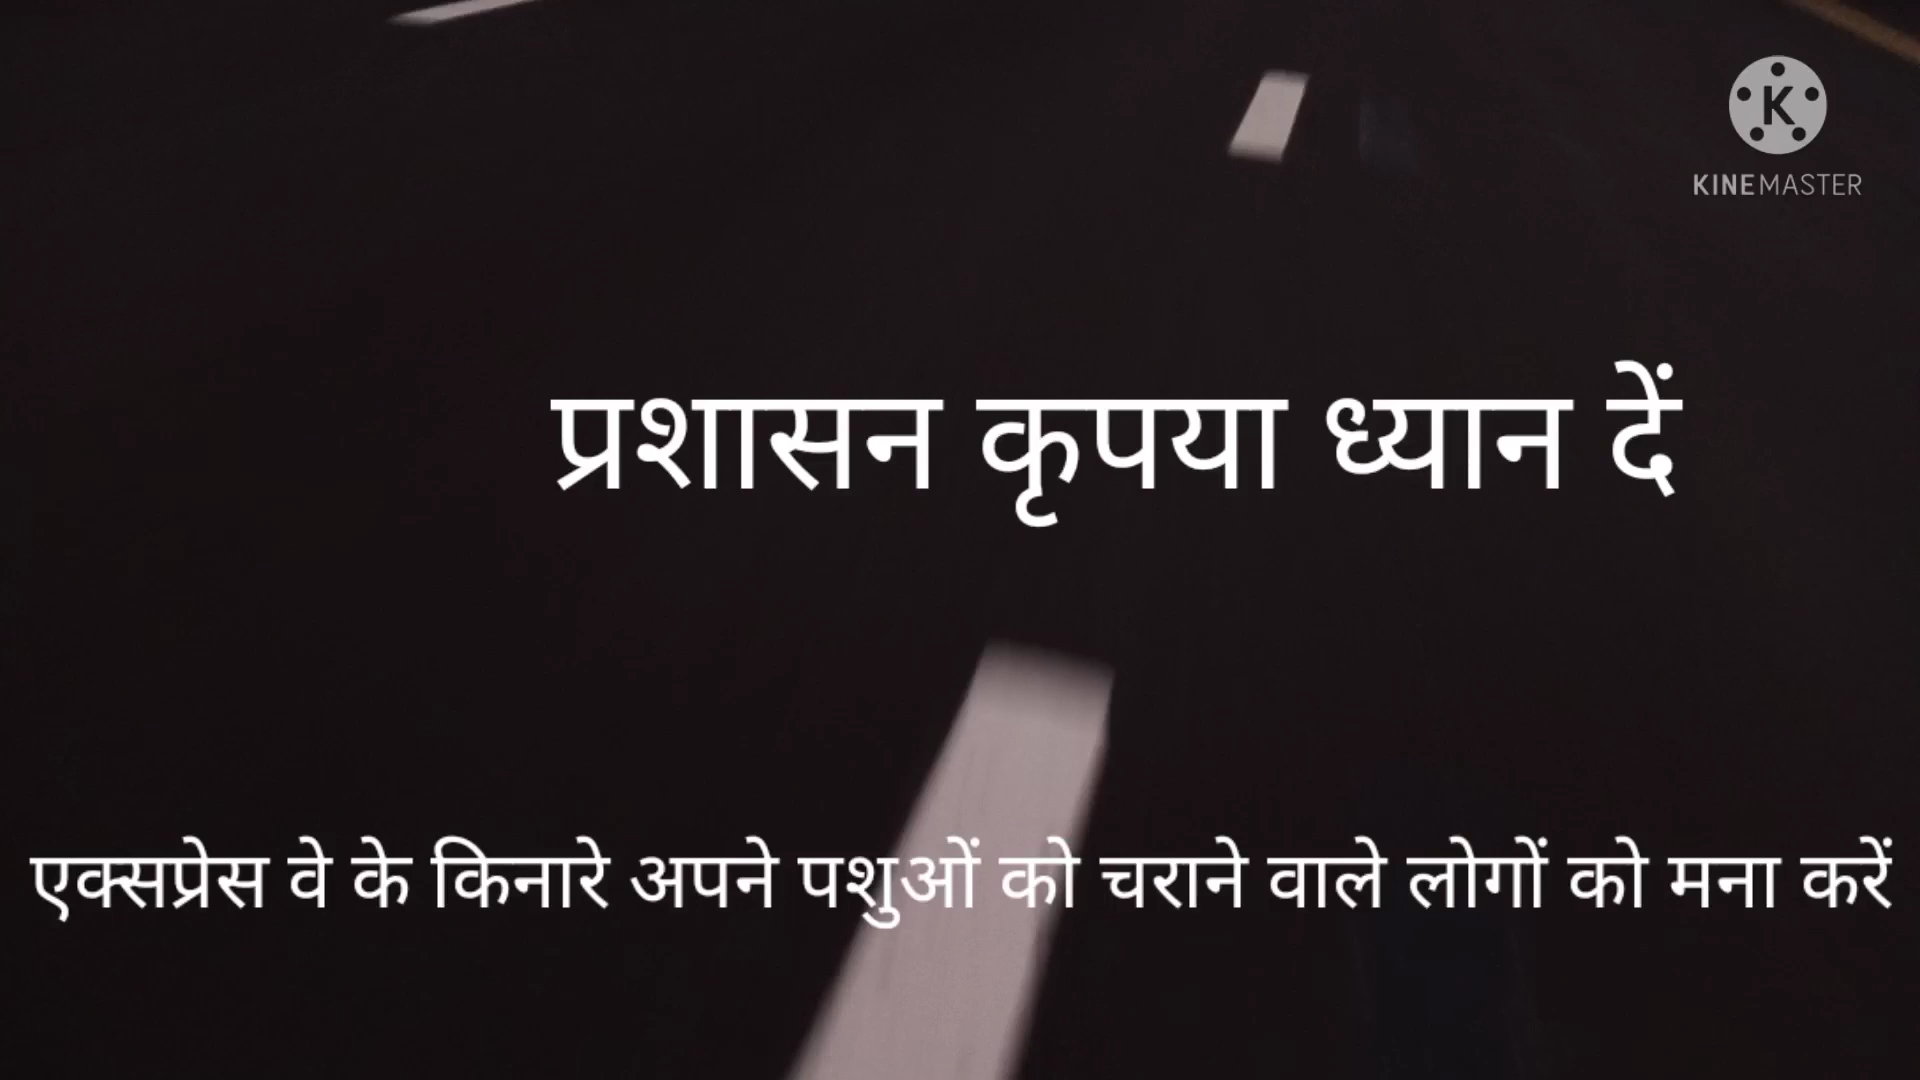 KINEMASTER
प्रशासन कृपया ध्यान दें
एक्सप्रेस वे के किनारे अपने पशुओं को चराने वाले लोगों को मना करें